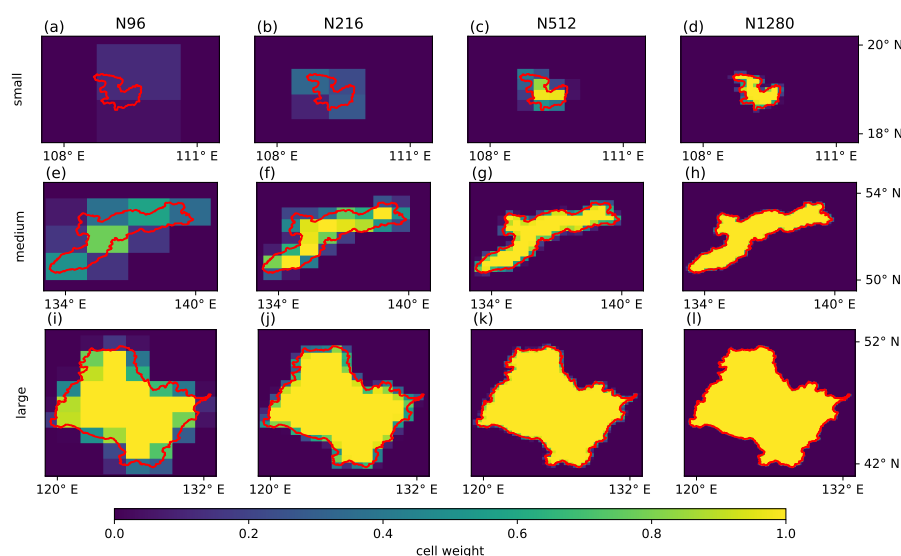 (a) N96 (b) N216 (c) N512 (d) N1280
small
20° N
18° N
108° E 111° E 108° E 111° E 108° E 111° E 108° E 111° E
(e) (f) (g) (h)
medium
54° N
50° N
134° E 140° E 134° E 140° E 134° E 140° E 134° E 140° E
(i) (j) (k) (l)
large
52° N
42° N
120° E 132° E 120° E 132° E 120° E 132° E 120° E 132° E
0.0 0.2 0.4 0.6 0.8 1.0
cell weight